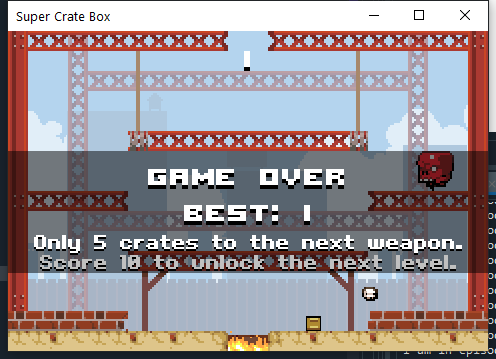 Super Crate Box
1
GAME OVER
BEST: 1
Only 5 crates to the next weapon.
Score 10 to unlock the next level.